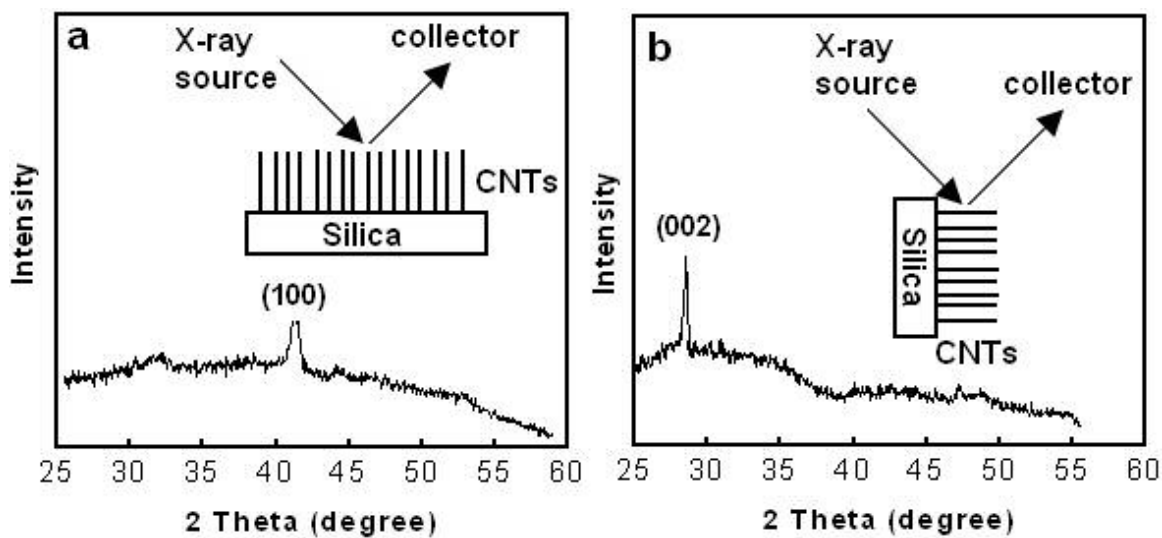 a
X-ray
source
collector
CNTs
Silica
(100)
Intensity
25 30 35 40 45 50 55 60
2 Theta (degree)
b
X-ray
source
collector
(002)
Silica
CNTs
Intensity
25 30 35 40 45 50 55 60
2 Theta (degree)